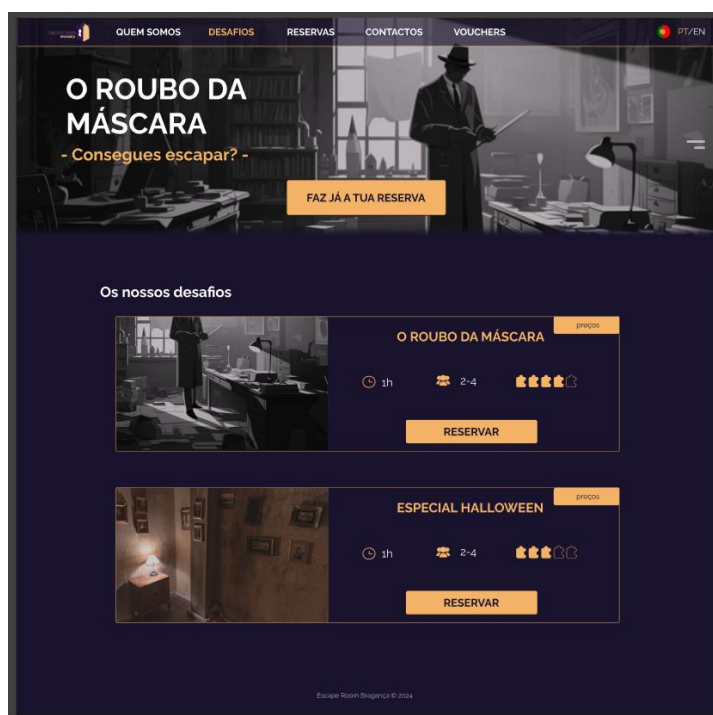 QUEM SOMOS DESAFIOS RESERVAS CONTACTOS VOUCHERS PT/EN
O ROUBO DA
MÁSCARA
- Consegues escapar? -
FAZ JÁ A TUA RESERVA
Os nossos desafios
preços
O ROUBO DA MÁSCARA
1h 2-4
RESERVAR
preços
ESPECIAL HALLOWEEN
1h 2-4
RESERVAR
Escape Room Bragança © 2024